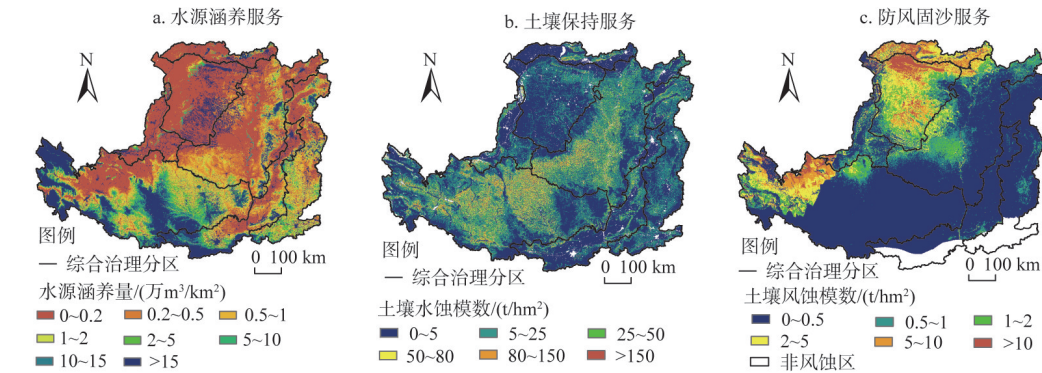 a. 水源涵养服务
N
图例
综合治理分区
0 100 km
水源涵养量/(万m³/km²)
0~0.2 0.2~0.5 0.5~1
1~2 2~5 5~10
10~15 >15
b. 土壤保持服务
N
图例
综合治理分区
0 100 km
土壤水蚀模数/(t/hm²)
0~5 5~25 25~50
50~80 80~150 >150
c. 防风固沙服务
N
图例
综合治理分区
0 100 km
土壤风蚀模数/(t/hm²)
0~0.5 0.5~1 1~2
2~5 5~10 >10
非风蚀区